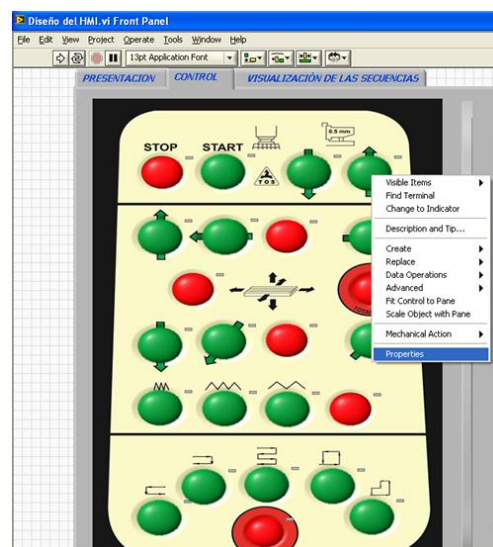 Diseño del HMI.vi Front Panel
File Edit View Project Operate Tools Window Help
13pt Application Font
PRESENTACION CONTROL VISUALIZACIÒN DE LAS SECUENCIAS
0.5 mm
STOP START
TOS
Visible Items
Find Terminal
Change to Indicator
Description and Tip...
Create
Replace
Data Operations
Advanced
Fit Control to Pane
Scale Object with Pane
Mechanical Action
Properties